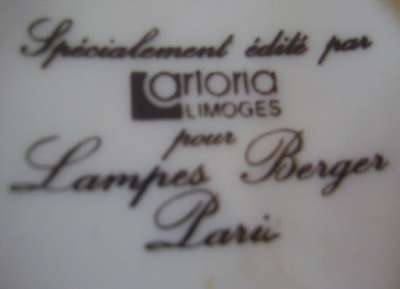 Spécialement édité par
artoria
LIMOGES
pour
Lampes Berger
Paris